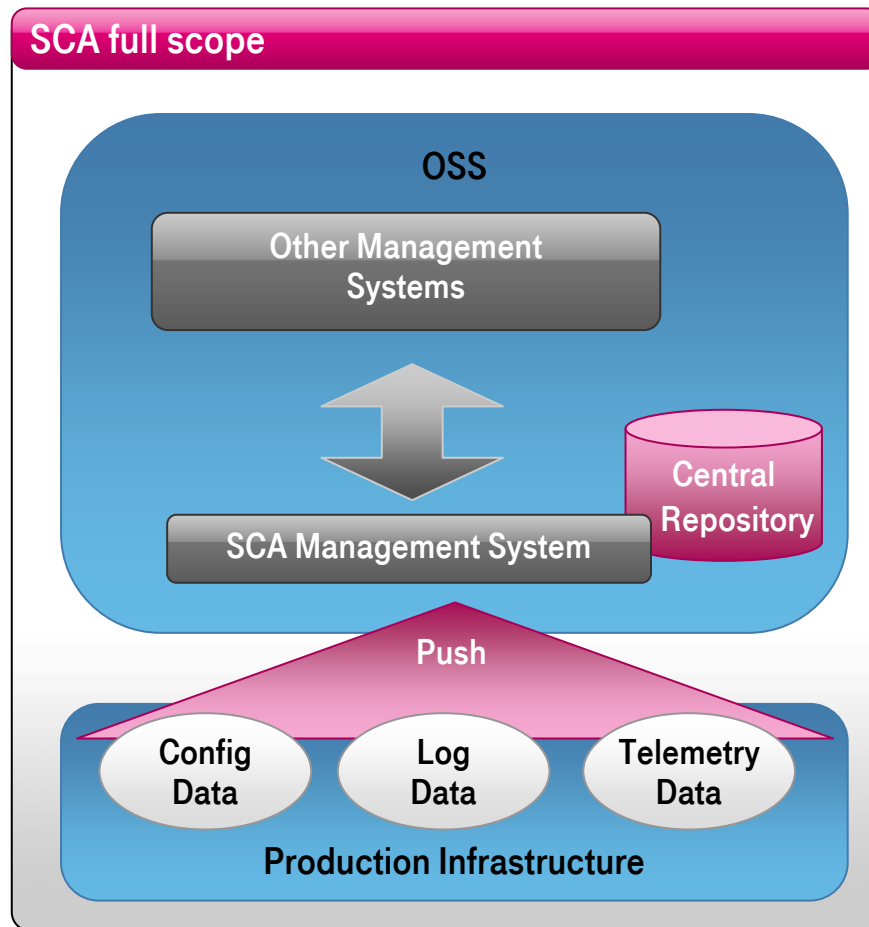 SCA full scope
OSS
Other Management
Systems
Central
Repository
SCA Management System
Push
Config
Data
Log
Data
Telemetry
Data
Production Infrastructure